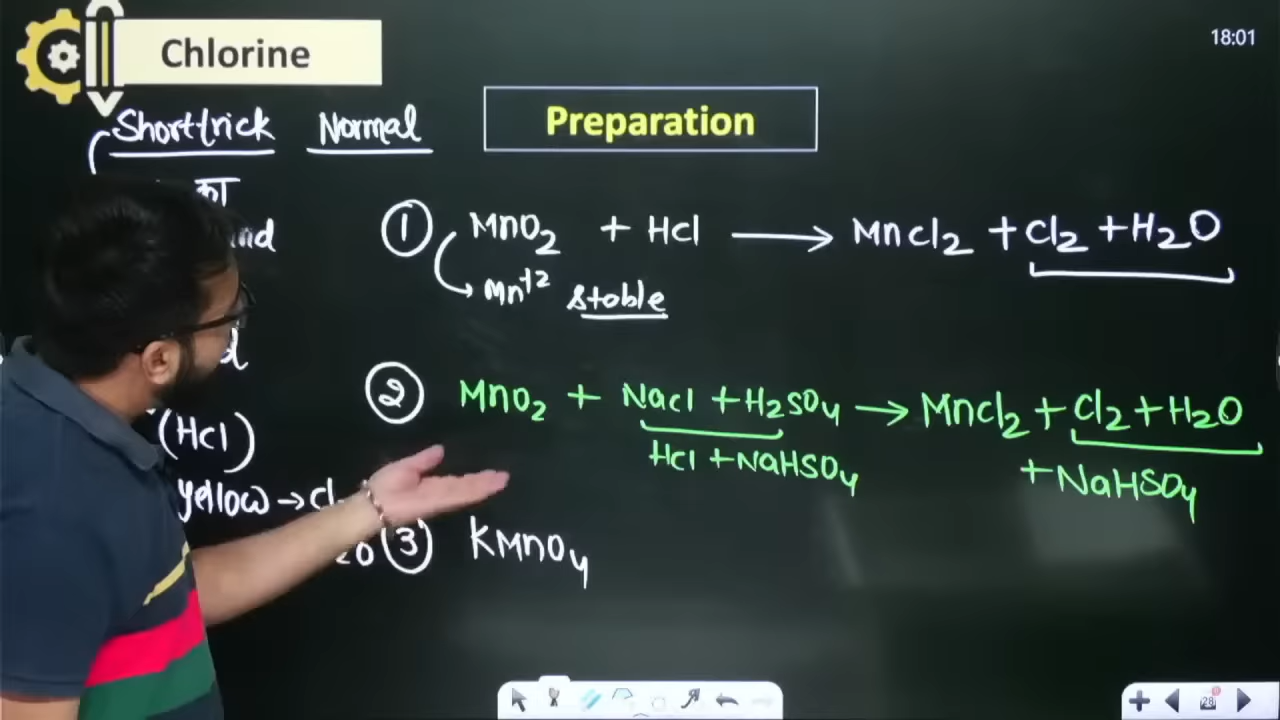 Chlorine
18:01
Preparation
Shorttrick Normal
का
① MnO2 + HCl ⟶ MnCl2 + Cl2 + H2O
Mn+2 stable
② MnO2 + NaCl + H2SO4 → MnCl2 + Cl2 + H2O
HCl + NaHSO4
+ NaHSO4
(HCl)
Yellow →
③ KMnO4
28